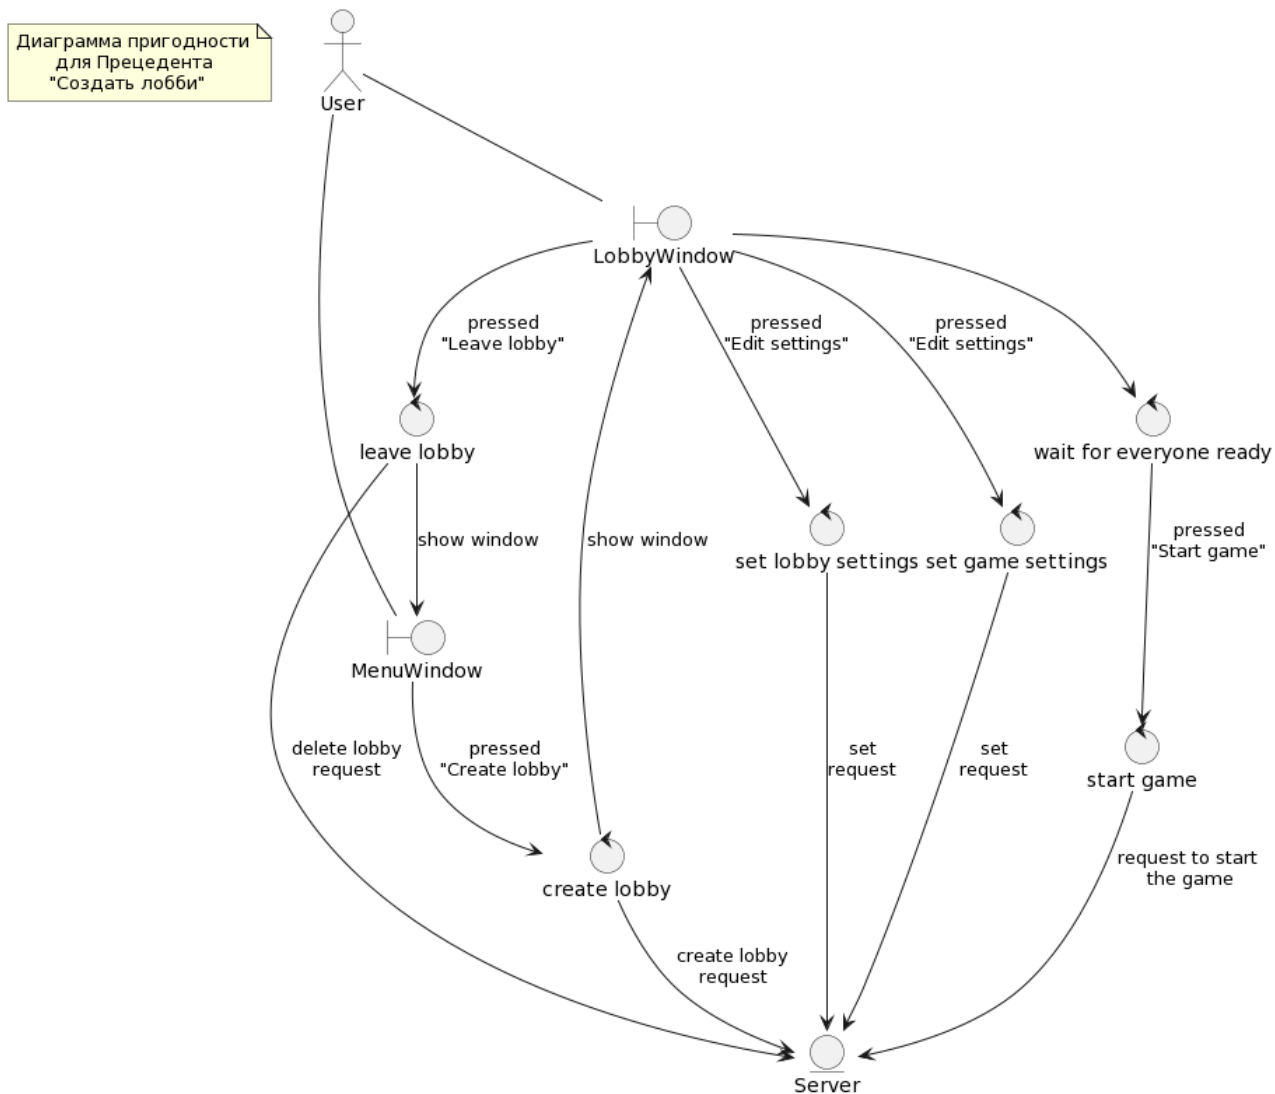 Диаграмма пригодности
для Прецедента
"Создать лобби"
User
LobbyWindow
pressed
"Leave lobby"
pressed
"Edit settings"
pressed
"Edit settings"
leave lobby
wait for everyone ready
show window
show window
pressed
"Start game"
set lobby settings
set game settings
MenuWindow
delete lobby
request
pressed
"Create lobby"
set
request
set
request
start game
create lobby
request to start
the game
create lobby
request
Server